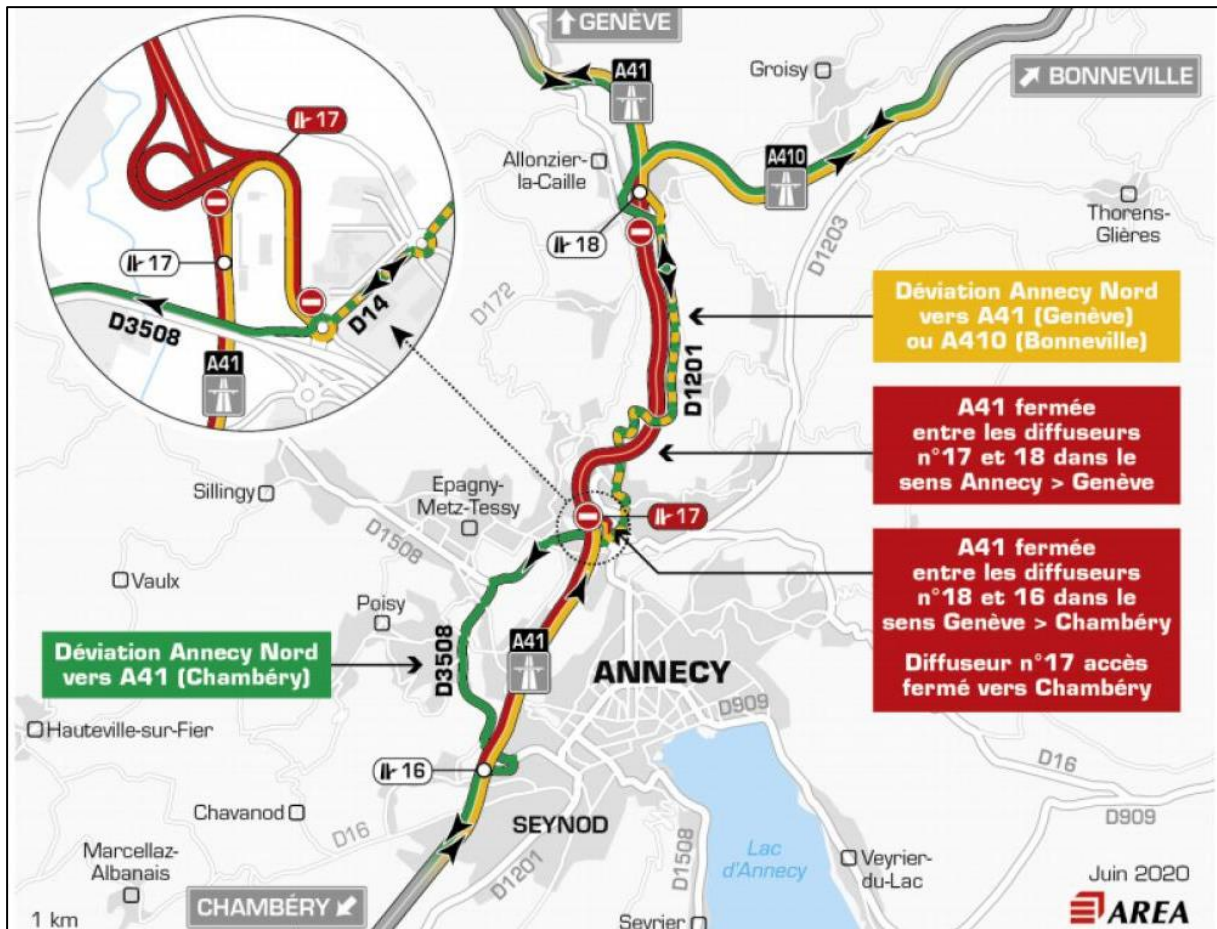 GENÈVE
A41
Groisy
BONNEVILLE
17
Allonzier-
la-Caille
A410
Thorens-
Glières
18
17
D1203
D172
D3508
D14
A41
Déviation Annecy Nord
vers A41 (Genève)
ou A410 (Bonneville)
D1201
A41 fermée
entre les diffuseurs
n°17 et 18 dans le
sens Annecy > Genève
Sillingy
Epagny-
Metz-Tessy
17
D1508
A41 fermée
entre les diffuseurs
n°18 et 16 dans le
sens Genève > Chambéry
Diffuseur n°17 accès
fermé vers Chambéry
Vaulx
Poisy
Déviation Annecy Nord
vers A41 (Chambéry)
D3508
A41
ANNECY
D909
Hauteville-sur-Fier
16
D16
Chavanod
SEYNOD
D16
D909
Marcellaz-
Albanais
D1201
D1508
Lac
d'Annecy
Veyrier-
du-Lac
Juin 2020
1 km
CHAMBÉRY
Sevrier
AREA